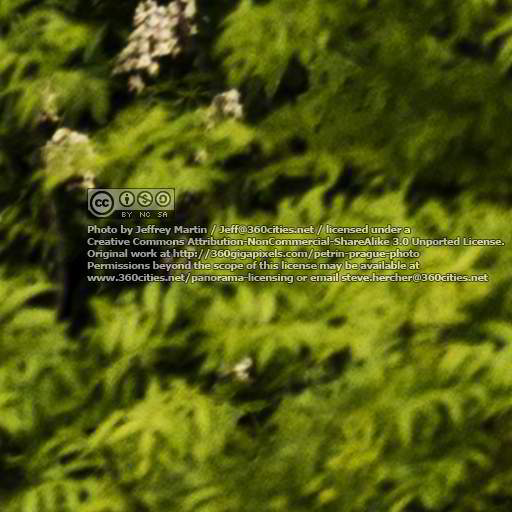 cc
BY NC SA
Photo by Jeffrey Martin / Jeff@360cities.net / licensed under a
Creative Commons Attribution-NonCommercial-ShareAlike 3.0 Unported License.
Original work at http://360gigapixels.com/petrin-prague-photo
Permissions beyond the scope of this license may be available at
www.360cities.net/panorama-licensing or email steve.hercher@360cities.net